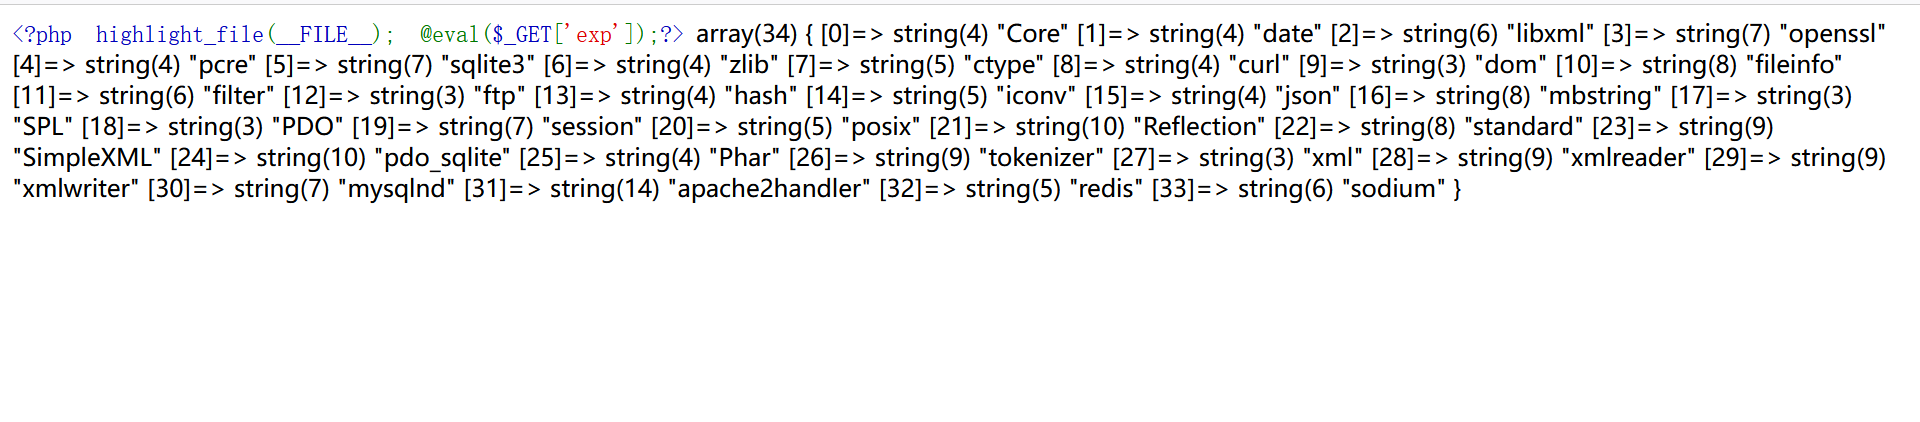 <?php  highlight_file(__FILE__);  @eval($_GET['exp']);?> array(34) { [0]=> string(4) "Core" [1]=> string(4) "date" [2]=> string(6) "libxml" [3]=> string(7) "openssl"
[4]=> string(4) "pcre" [5]=> string(7) "sqlite3" [6]=> string(4) "zlib" [7]=> string(5) "ctype" [8]=> string(4) "curl" [9]=> string(3) "dom" [10]=> string(8) "fileinfo"
[11]=> string(6) "filter" [12]=> string(3) "ftp" [13]=> string(4) "hash" [14]=> string(5) "iconv" [15]=> string(4) "json" [16]=> string(8) "mbstring" [17]=> string(3)
"SPL" [18]=> string(3) "PDO" [19]=> string(7) "session" [20]=> string(5) "posix" [21]=> string(10) "Reflection" [22]=> string(8) "standard" [23]=> string(9)
"SimpleXML" [24]=> string(10) "pdo_sqlite" [25]=> string(4) "Phar" [26]=> string(9) "tokenizer" [27]=> string(3) "xml" [28]=> string(9) "xmlreader" [29]=> string(9)
"xmlwriter" [30]=> string(7) "mysqlnd" [31]=> string(14) "apache2handler" [32]=> string(5) "redis" [33]=> string(6) "sodium" }